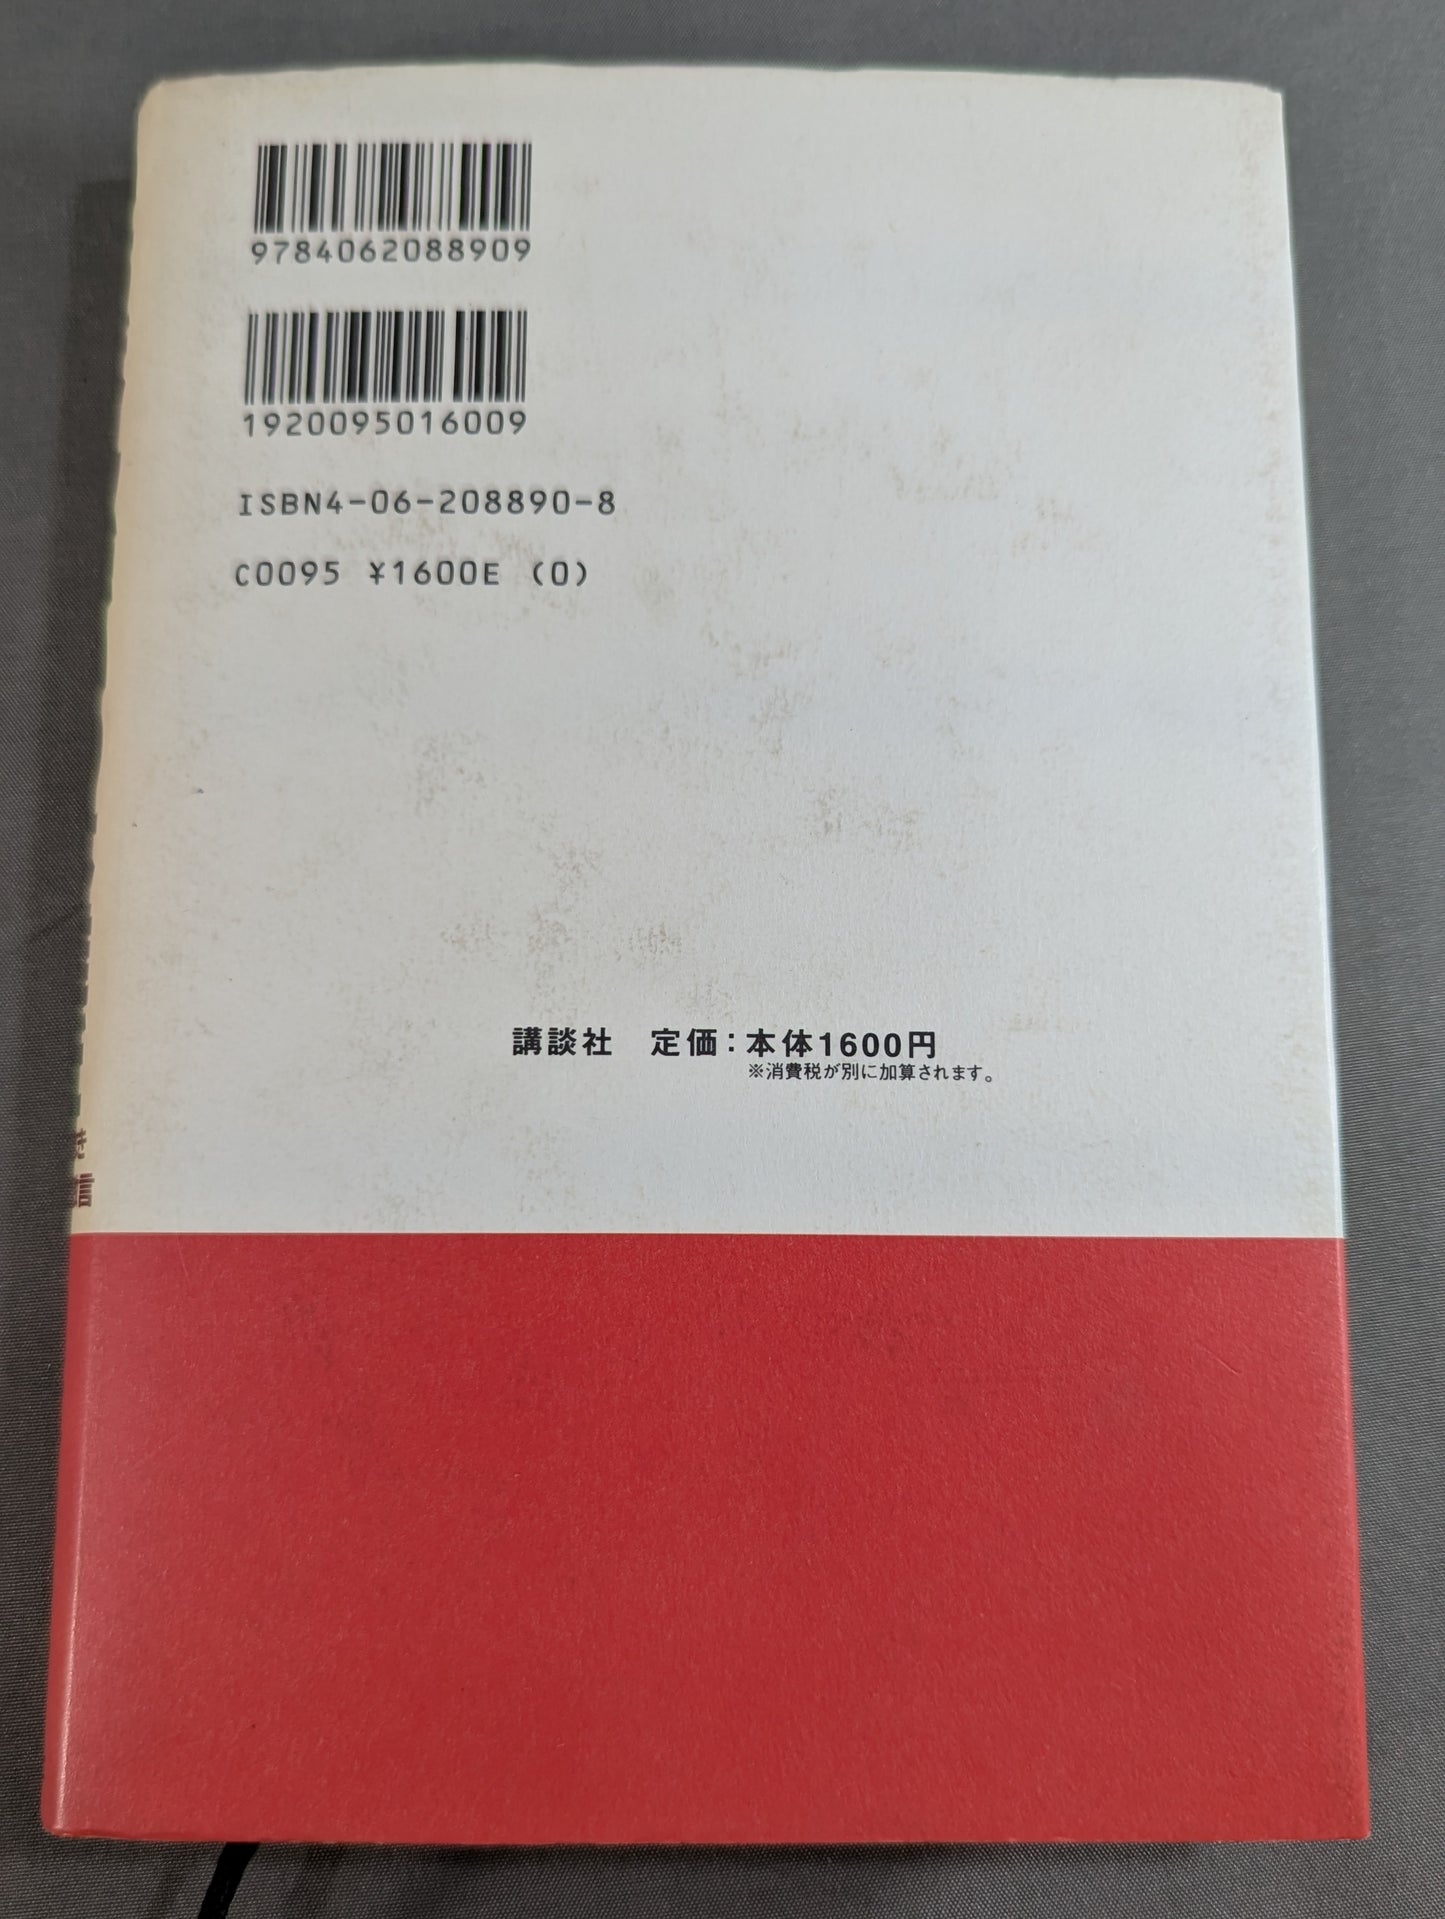 9784062088909
1920095016009
ISBN4-06-208890-8
C0095 ¥1600E (0)
講談社 定価：本体1600円
※消費税が別に加算されます。